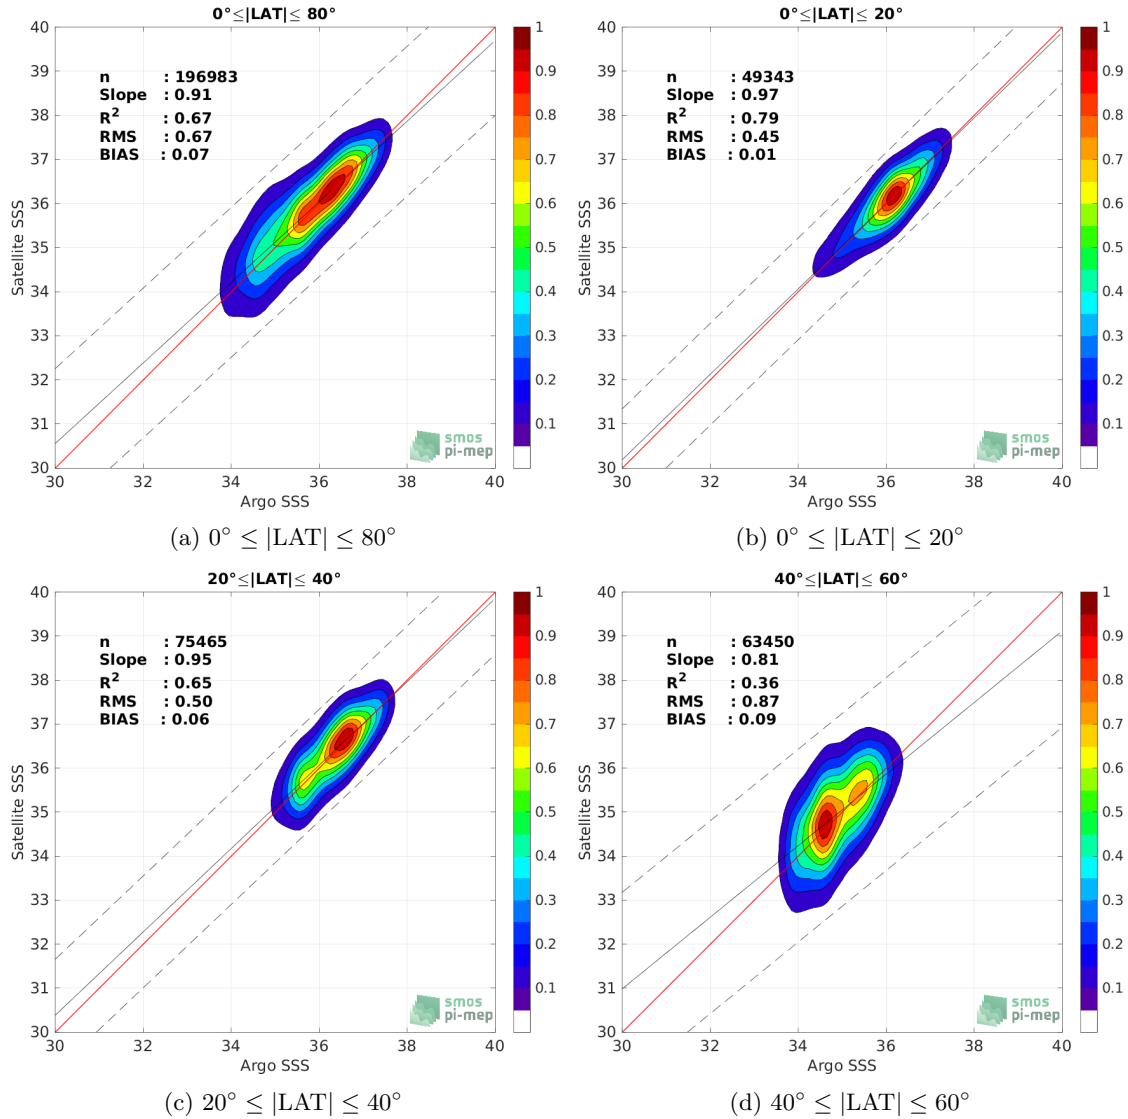 0°≤|LAT|≤ 80°
n : 196983
Slope : 0.91
R² : 0.67
RMS : 0.67
BIAS : 0.07
Satellite SSS
40
39
38
37
36
35
34
33
32
31
30
30 32 34 36 38 40
Argo SSS
1
0.9
0.8
0.7
0.6
0.5
0.4
0.3
0.2
0.1
smos
pi-mep
(a) 0° ≤ |LAT| ≤ 80°
0°≤|LAT|≤ 20°
n : 49343
Slope : 0.97
R² : 0.79
RMS : 0.45
BIAS : 0.01
Satellite SSS
40
39
38
37
36
35
34
33
32
31
30
30 32 34 36 38 40
Argo SSS
1
0.9
0.8
0.7
0.6
0.5
0.4
0.3
0.2
0.1
smos
pi-mep
(b) 0° ≤ |LAT| ≤ 20°
20°≤|LAT|≤ 40°
n : 75465
Slope : 0.95
R² : 0.65
RMS : 0.50
BIAS : 0.06
Satellite SSS
40
39
38
37
36
35
34
33
32
31
30
30 32 34 36 38 40
Argo SSS
1
0.9
0.8
0.7
0.6
0.5
0.4
0.3
0.2
0.1
smos
pi-mep
(c) 20° ≤ |LAT| ≤ 40°
40°≤|LAT|≤ 60°
n : 63450
Slope : 0.81
R² : 0.36
RMS : 0.87
BIAS : 0.09
Satellite SSS
40
39
38
37
36
35
34
33
32
31
30
30 32 34 36 38 40
Argo SSS
1
0.9
0.8
0.7
0.6
0.5
0.4
0.3
0.2
0.1
smos
pi-mep
(d) 40° ≤ |LAT| ≤ 60°